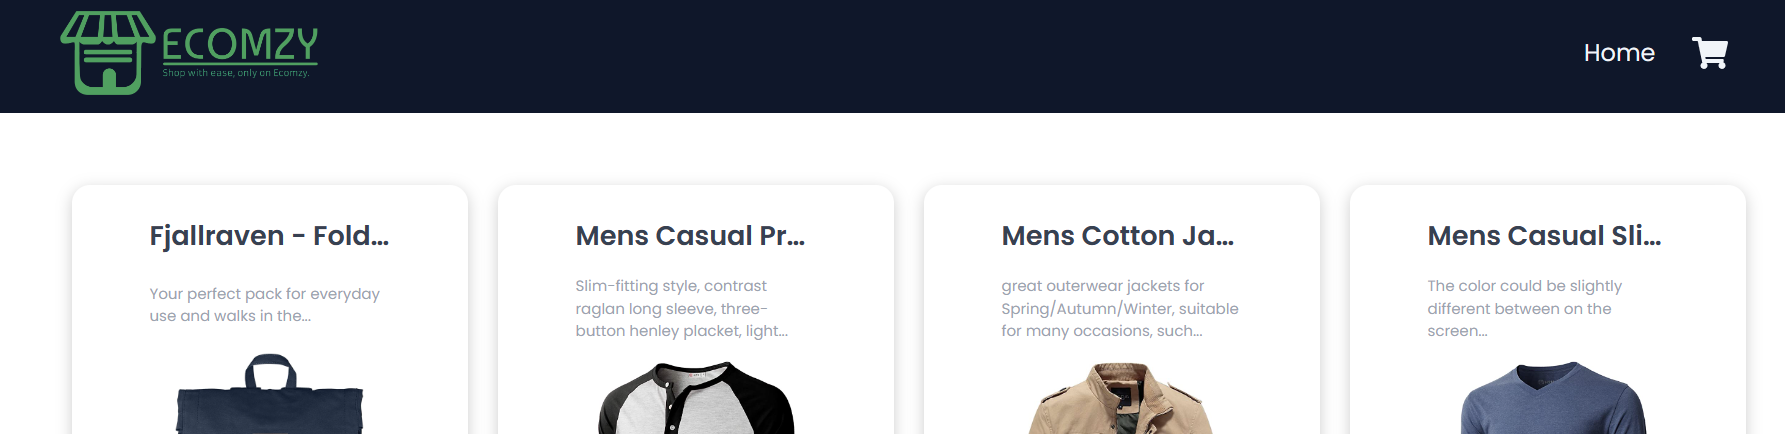 ECOMZY
Shop with ease, only on Ecomzy.
Home
Fjallraven - Fold...
Your perfect pack for everyday
use and walks in the...
Mens Casual Pr...
Slim-fitting style, contrast
raglan long sleeve, three-
button henley placket, light...
Mens Cotton Ja...
great outerwear jackets for
Spring/Autumn/Winter, suitable
for many occasions, such...
Mens Casual Sli...
The color could be slightly
different between on the
screen...